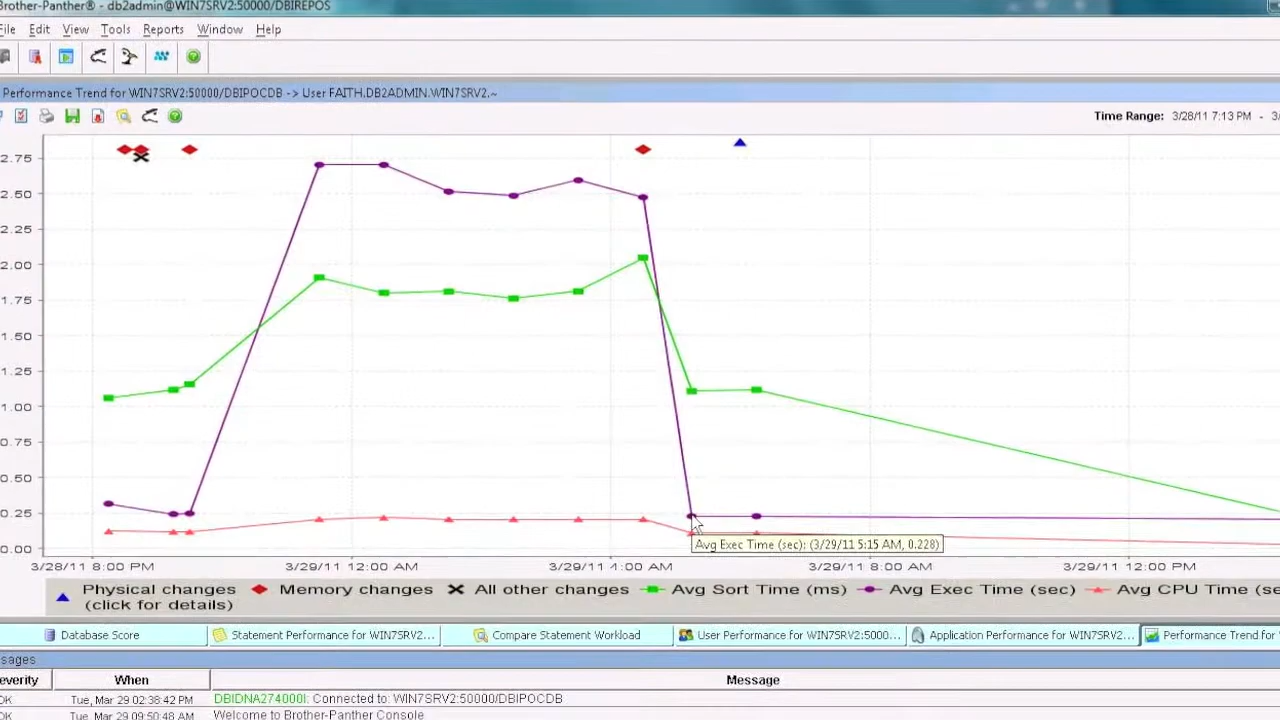 Brother-Panther® - db2admin@WIN7SRV2:50000/DBIREPOS
File Edit View Tools Reports Window Help
Performance Trend for WIN7SRV2:50000/DBIPOCDB -> User FAITH.DB2ADMIN.WIN7SRV2.~
Time Range: 3/28/11 7:13 PM -
2.75
2.50
2.25
2.00
1.75
1.50
1.25
1.00
0.75
0.50
0.25
0.00
Avg Exec Time (sec): (3/29/11 5:15 AM, 0.228)
3/28/11 8:00 PM 3/29/11 12:00 AM 3/29/11 4:00 AM 3/29/11 8:00 AM 3/29/11 12:00 PM
Physical changes Memory changes All other changes Avg Sort Time (ms) Avg Exec Time (sec) Avg CPU Time (se
(click for details)
Database Score Statement Performance for WIN7SRV2... Compare Statement Workload User Performance for WIN7SRV2:5000... Application Performance for WIN7SRV2... Performance Trend for
ssages
everity When Message
OK Tue, Mar 29 02:38:42 PM DBIDNA274000I: Connected to: WIN7SRV2:50000/DBIPOCDB
OK Tue, Mar 29 09:50:48 AM Welcome to Brother-Panther Console